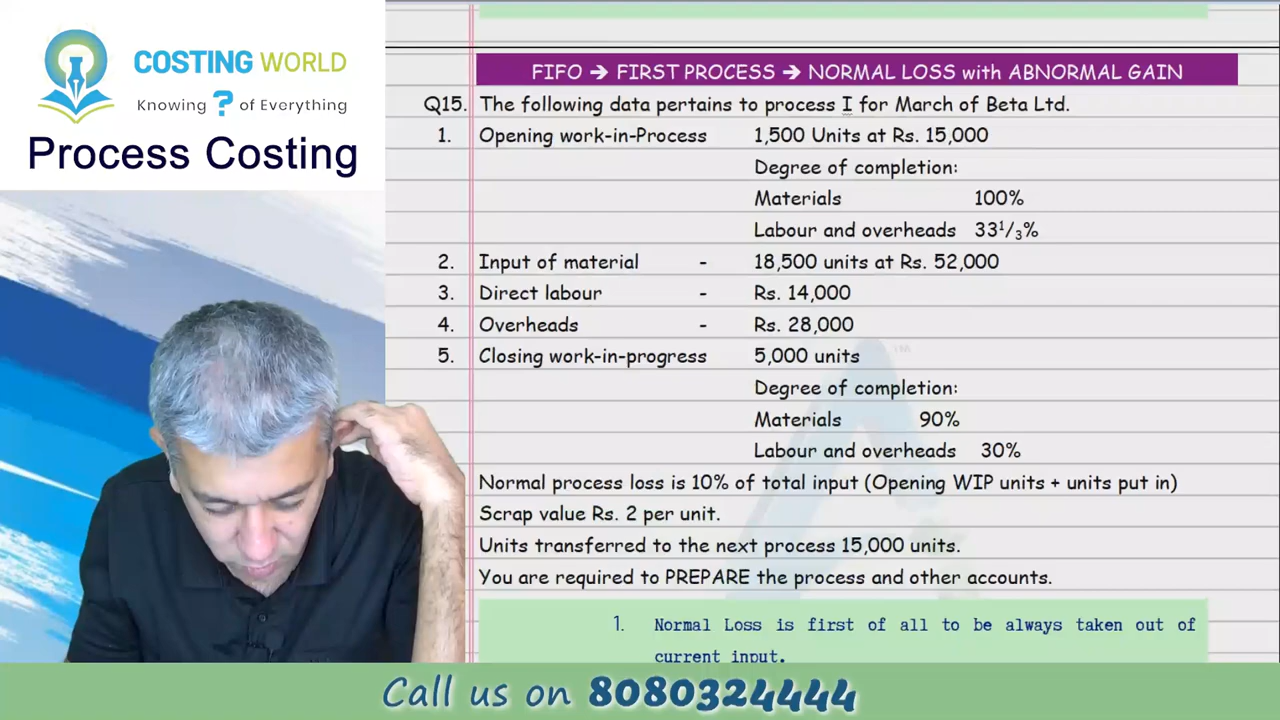 COSTING WORLD
Knowing ? of Everything
Process Costing
FIFO → FIRST PROCESS → NORMAL LOSS with ABNORMAL GAIN
Q15. The following data pertains to process I for March of Beta Ltd.
1. Opening work-in-Process 1,500 Units at Rs. 15,000
Degree of completion:
Materials 100%
Labour and overheads 33¹/₃%
2. Input of material - 18,500 units at Rs. 52,000
3. Direct labour - Rs. 14,000
4. Overheads - Rs. 28,000
5. Closing work-in-progress 5,000 units
Degree of completion:
Materials 90%
Labour and overheads 30%
Normal process loss is 10% of total input (Opening WIP units + units put in)
Scrap value Rs. 2 per unit.
Units transferred to the next process 15,000 units.
You are required to PREPARE the process and other accounts.
1. Normal Loss is first of all to be always taken out of
current input.
Call us on 8080324444